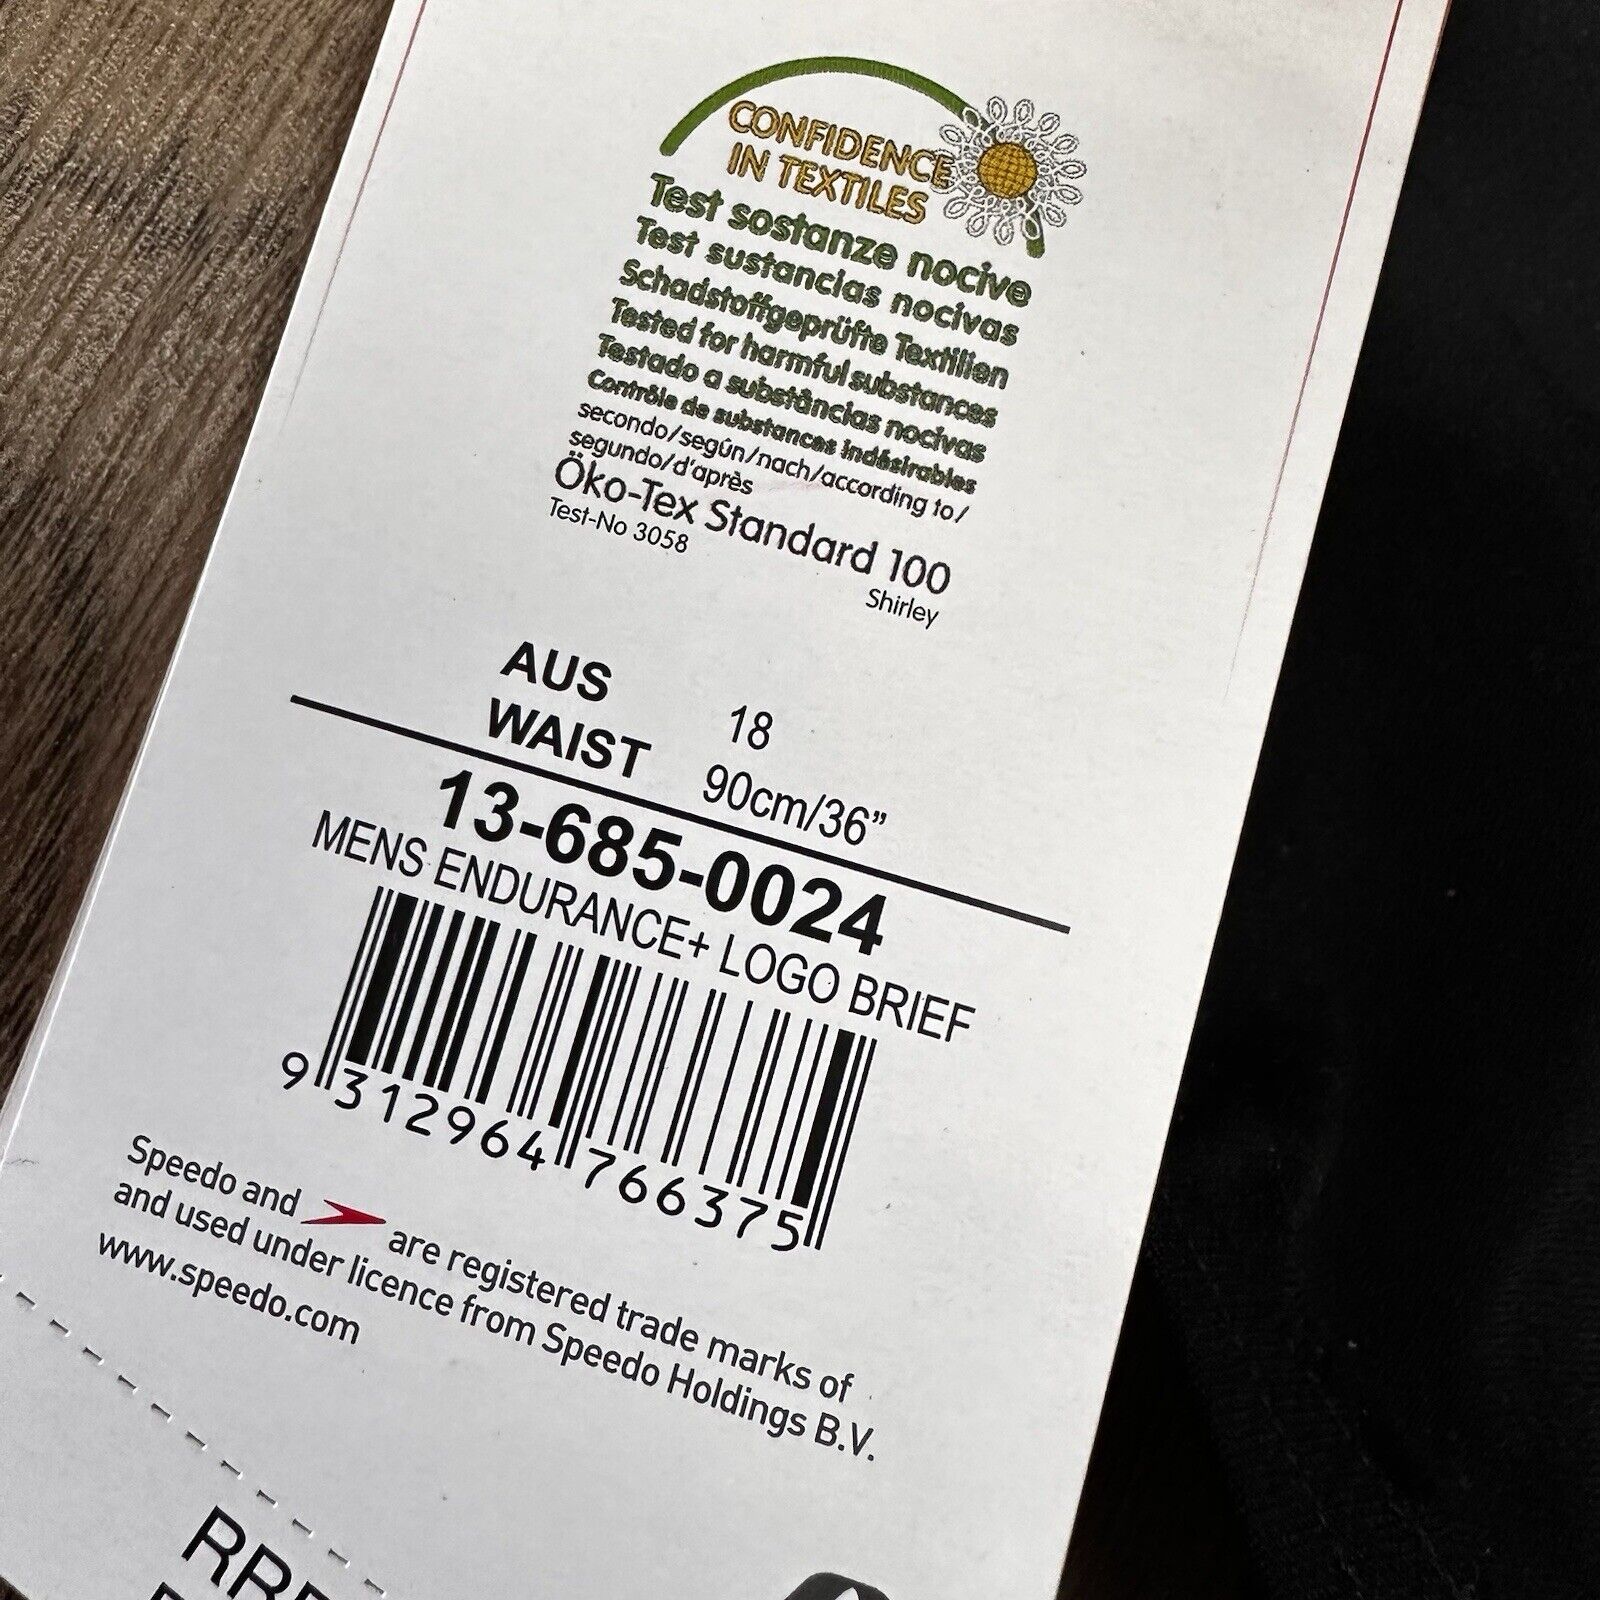 CONFIDENCE
IN TEXTILES
Test sostanze nocive
Test sustancias nocivas
Schadstoffgeprüfte Textilien
Tested for harmful substances
Testado a substâncias nocivas
Contrôle de substances indésirables
secondo/según/nach/according to/
segundo/d'après
Öko-Tex Standard 100
Test-No 3058
Shirley
AUS 18
WAIST 90cm/36"
13-685-0024
MENS ENDURANCE+ LOGO BRIEF
9 312964 766375
Speedo and are registered trade marks of
and used under licence from Speedo Holdings B.V.
www.speedo.com